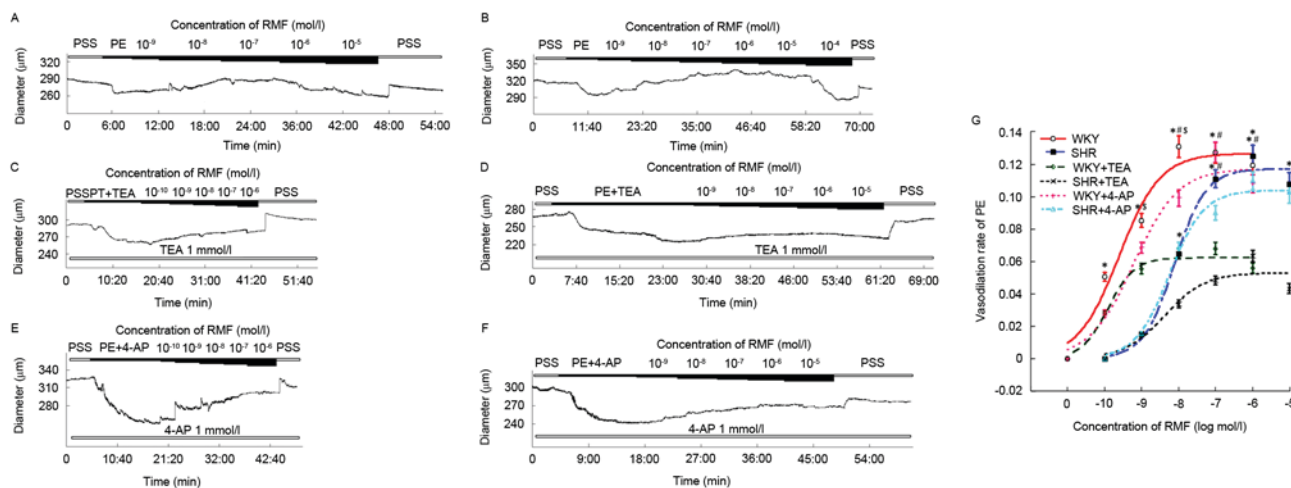 A
Concentration of RMF (mol/l)
PSS PE 10-9 10-8 10-7 10-6 10-5 PSS
Diameter (μm)
320
290
260
0 6:00 12:00 18:00 24:00 30:00 36:00 42:00 48:00 54:00
Time (min)
B
Concentration of RMF (mol/l)
PSS PE 10-9 10-8 10-7 10-6 10-5 10-4 PSS
Diameter (μm)
350
320
290
0 11:40 23:20 35:00 46:40 58:20 70:00
Time (min)
C
Concentration of RMF (mol/l)
PSSPT+TEA 10-10 10-9 10-8 10-7 10-6 PSS
Diameter (μm)
300
270
240
TEA 1 mmol/l
0 10:20 20:40 31:00 41:20 51:40
Time (min)
D
Concentration of RMF (mol/l)
PSS PE+TEA 10-9 10-8 10-7 10-6 10-5 PSS
Diameter (μm)
280
250
220
TEA 1 mmol/l
0 7:40 15:20 23:00 30:40 38:20 46:00 53:40 61:20 69:00
Time (min)
E
Concentration of RMF (mol/l)
PSS PE+4-AP 10-10 10-9 10-8 10-7 10-6 PSS
Diameter (μm)
340
310
280
4-AP 1 mmol/l
0 10:40 21:20 32:00 42:40
Time (min)
F
Concentration of RMF (mol/l)
PSS PE+4-AP 10-9 10-8 10-7 10-6 10-5 PSS
Diameter (μm)
300
270
240
4-AP 1 mmol/l
0 9:00 18:00 27:00 36:00 45:00 54:00
Time (min)
G
Vasodilation rate of PE
0.14
0.12
0.10
0.08
0.06
0.04
0.02
0
-0.02
WKY
SHR
WKY+TEA
SHR+TEA
WKY+4-AP
SHR+4-AP
*
*$
*#$
*
*#
*#
*
*#
*
0 -10 -9 -8 -7 -6 -5
Concentration of RMF (log mol/l)